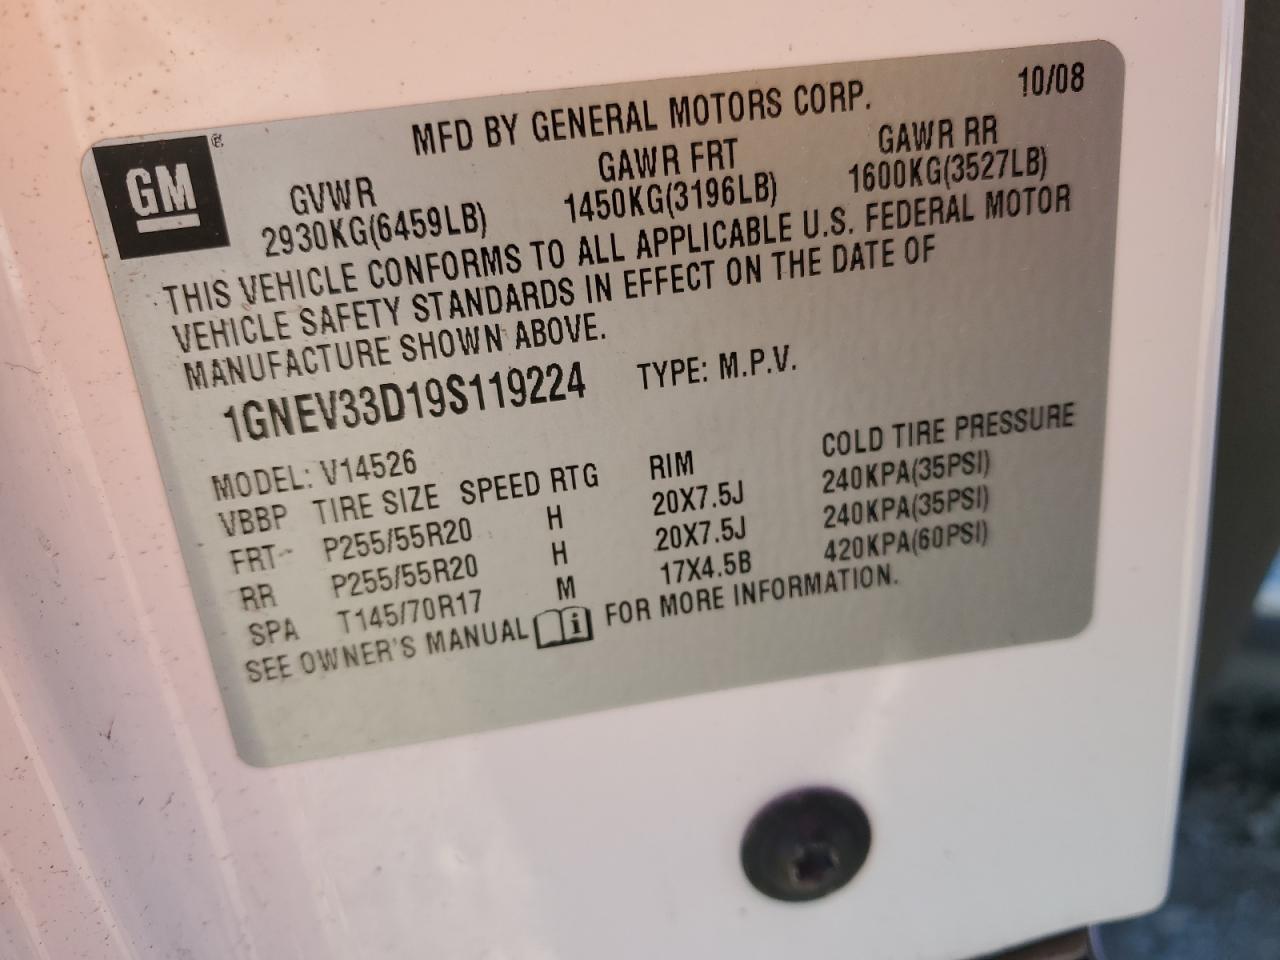 GM ®
MFD BY GENERAL MOTORS CORP. 10/08
GVWR GAWR FRT GAWR RR
2930KG(6459LB) 1450KG(3196LB) 1600KG(3527LB)
THIS VEHICLE CONFORMS TO ALL APPLICABLE U.S. FEDERAL MOTOR
VEHICLE SAFETY STANDARDS IN EFFECT ON THE DATE OF
MANUFACTURE SHOWN ABOVE.
1GNEV33D19S119224 TYPE: M.P.V.
MODEL: V14526
VBBP TIRE SIZE SPEED RTG RIM COLD TIRE PRESSURE
FRT P255/55R20 H 20X7.5J 240KPA(35PSI)
RR P255/55R20 H 20X7.5J 240KPA(35PSI)
SPA T145/70R17 M 17X4.5B 420KPA(60PSI)
SEE OWNER'S MANUAL i FOR MORE INFORMATION.